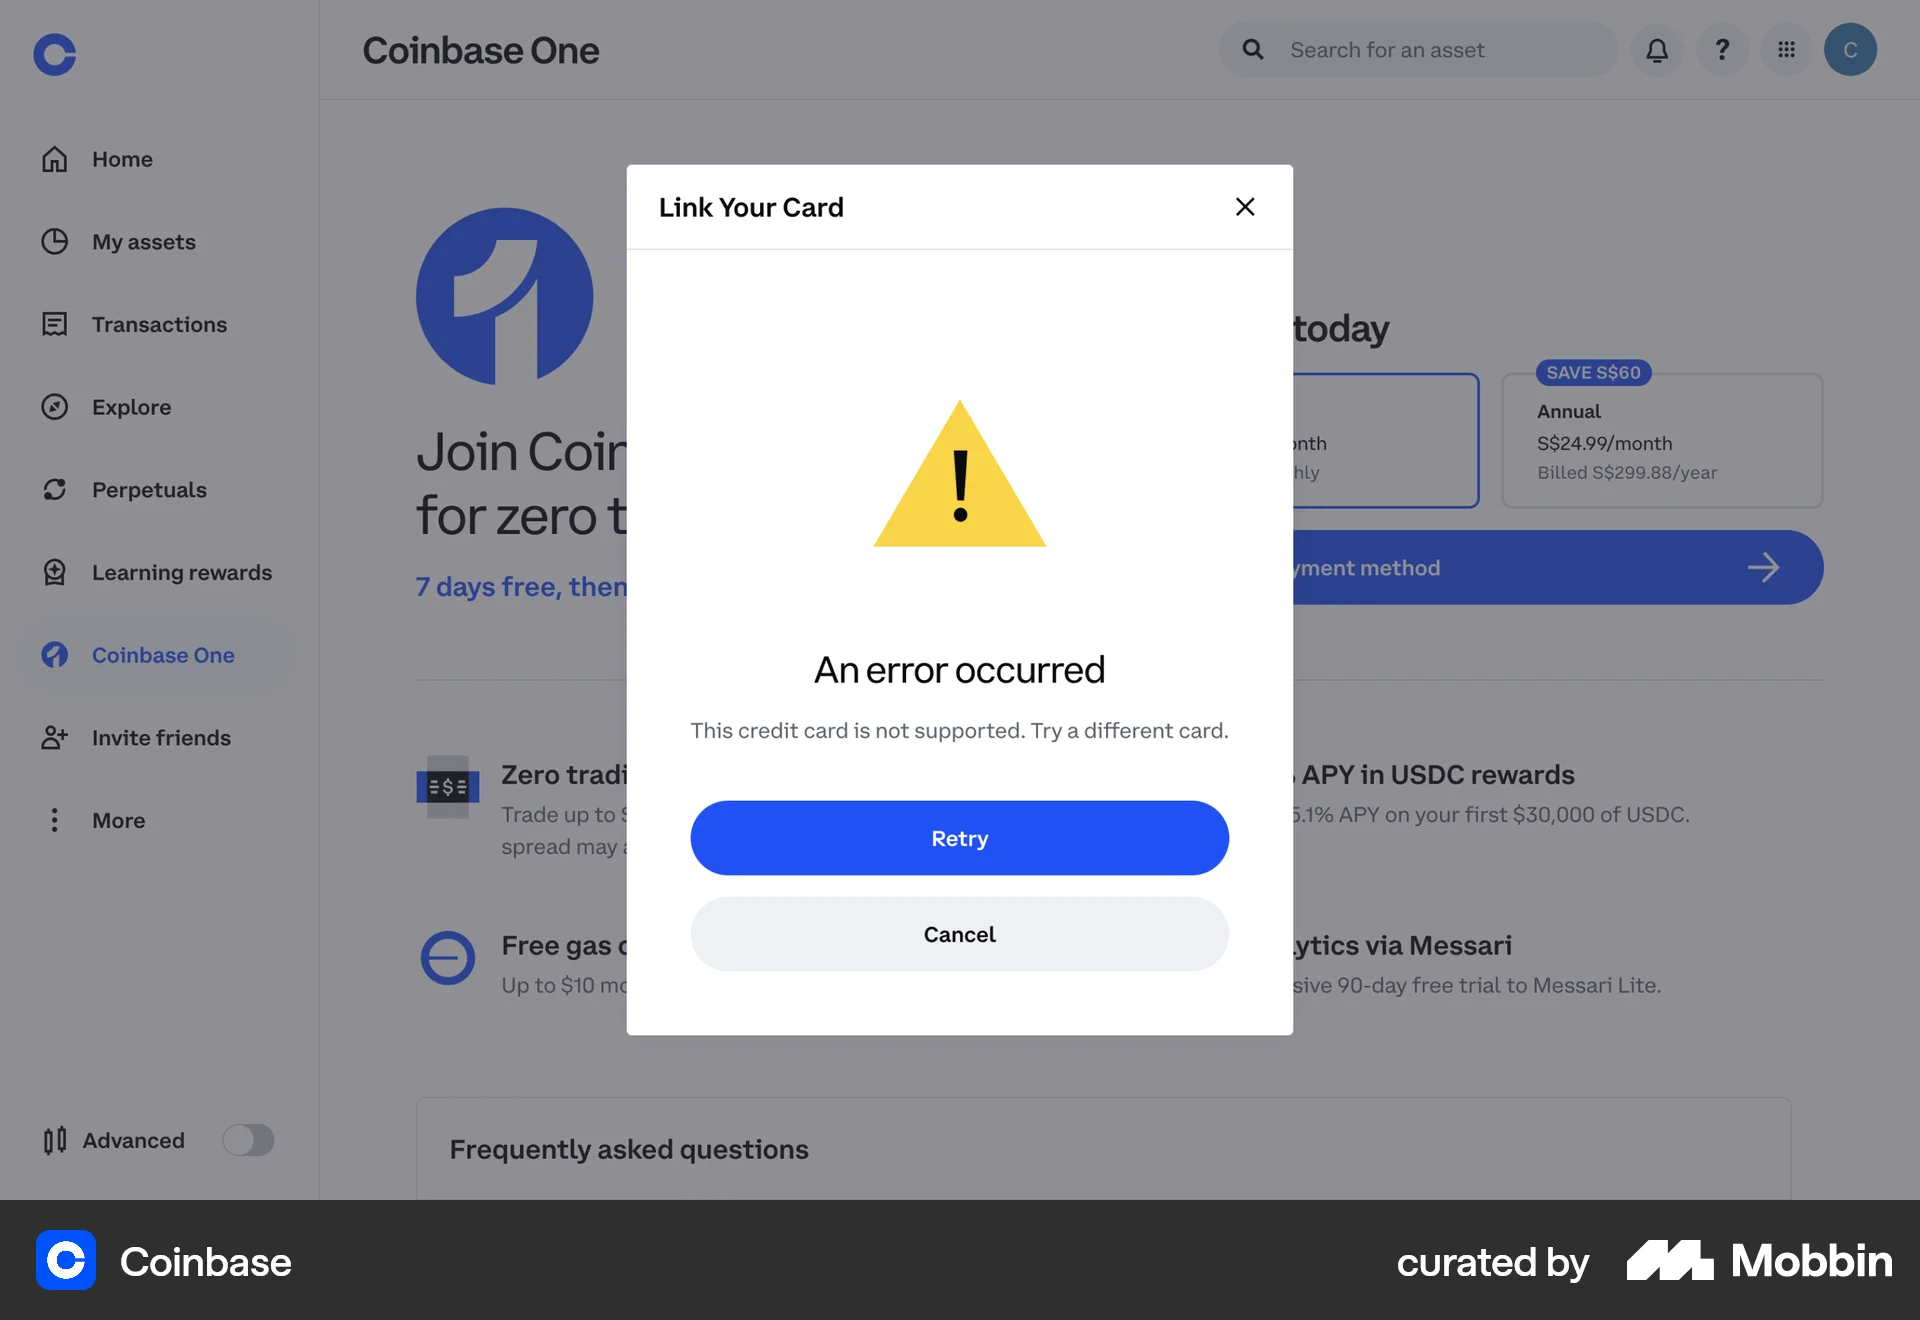 Coinbase One
Search for an asset
?
C
Home
My assets
Transactions
Explore
Perpetuals
Learning rewards
Coinbase One
Invite friends
More
Advanced
Link Your Card
!
An error occurred
This credit card is not supported. Try a different card.
Retry
Cancel
Join Coin
for zero t
7 days free, then
today
onth
hly
SAVE S$60
Annual
S$24.99/month
Billed S$299.88/year
yment method
$
Zero tradi
Trade up to
spread may
APY in USDC rewards
5.1% APY on your first $30,000 of USDC.
Free gas
Up to $10 mo
lytics via Messari
sive 90-day free trial to Messari Lite.
Frequently asked questions
Coinbase
curated by Mobbin